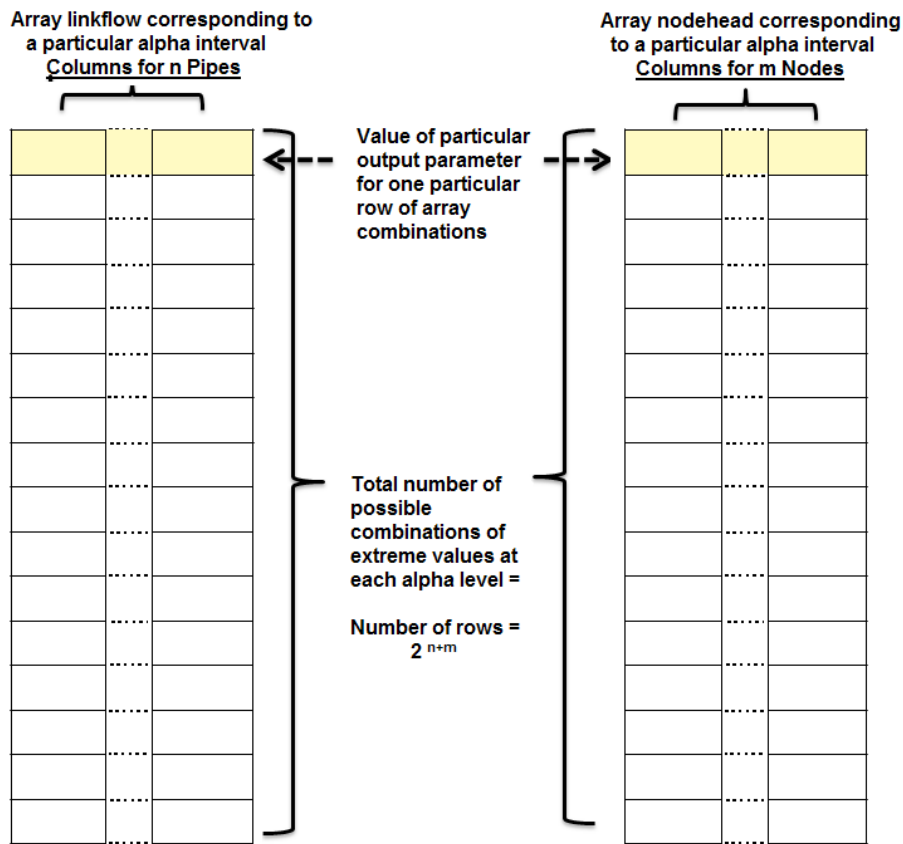 Array linkflow corresponding to
a particular alpha interval
Columns for n Pipes
Array nodehead corresponding
to a particular alpha interval
Columns for m Nodes
Value of particular
output parameter
for one particular
row of array
combinations
Total number of
possible
combinations of
extreme values at
each alpha level =
Number of rows =
2 n+m